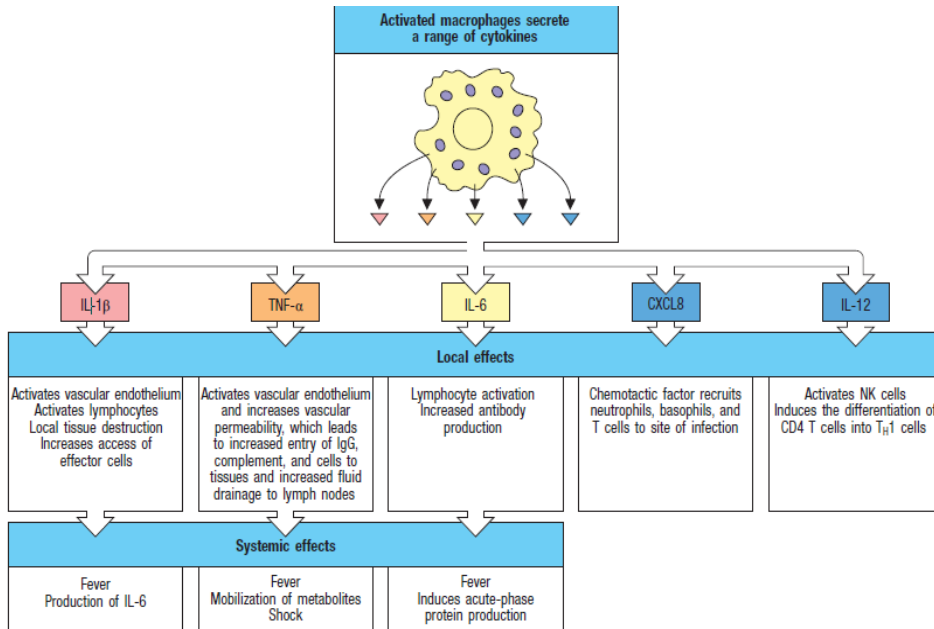 Activated macrophages secrete
a range of cytokines
IL-1β
TNF-α
IL-6
CXCL8
IL-12
Local effects
Activates vascular endothelium
Activates lymphocytes
Local tissue destruction
Increases access of
effector cells
Activates vascular endothelium
and increases vascular
permeability, which leads
to increased entry of IgG,
complement, and cells to
tissues and increased fluid
drainage to lymph nodes
Lymphocyte activation
Increased antibody
production
Chemotactic factor recruits
neutrophils, basophils, and
T cells to site of infection
Activates NK cells
Induces the differentiation of
CD4 T cells into TH1 cells
Systemic effects
Fever
Production of IL-6
Fever
Mobilization of metabolites
Shock
Fever
Induces acute-phase
protein production